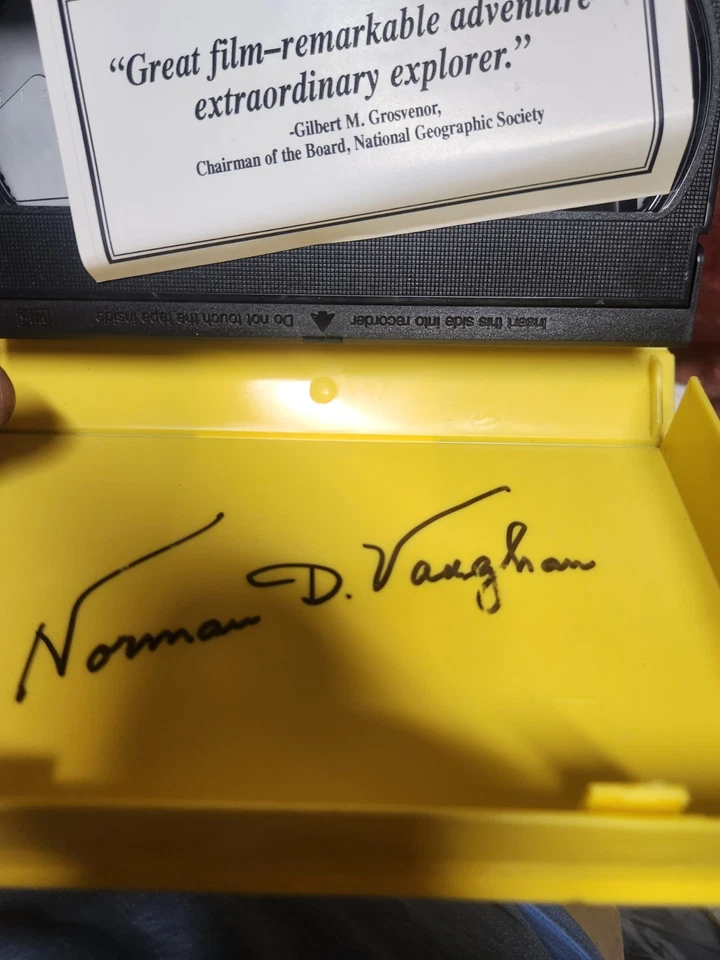 “Great film–remarkable adventure
extraordinary explorer.”
-Gilbert M. Grosvenor,
Chairman of the Board, National Geographic Society
Insert this side into recorder ▲ Do not touch the tape inside VHS
Norman D. Vaughan